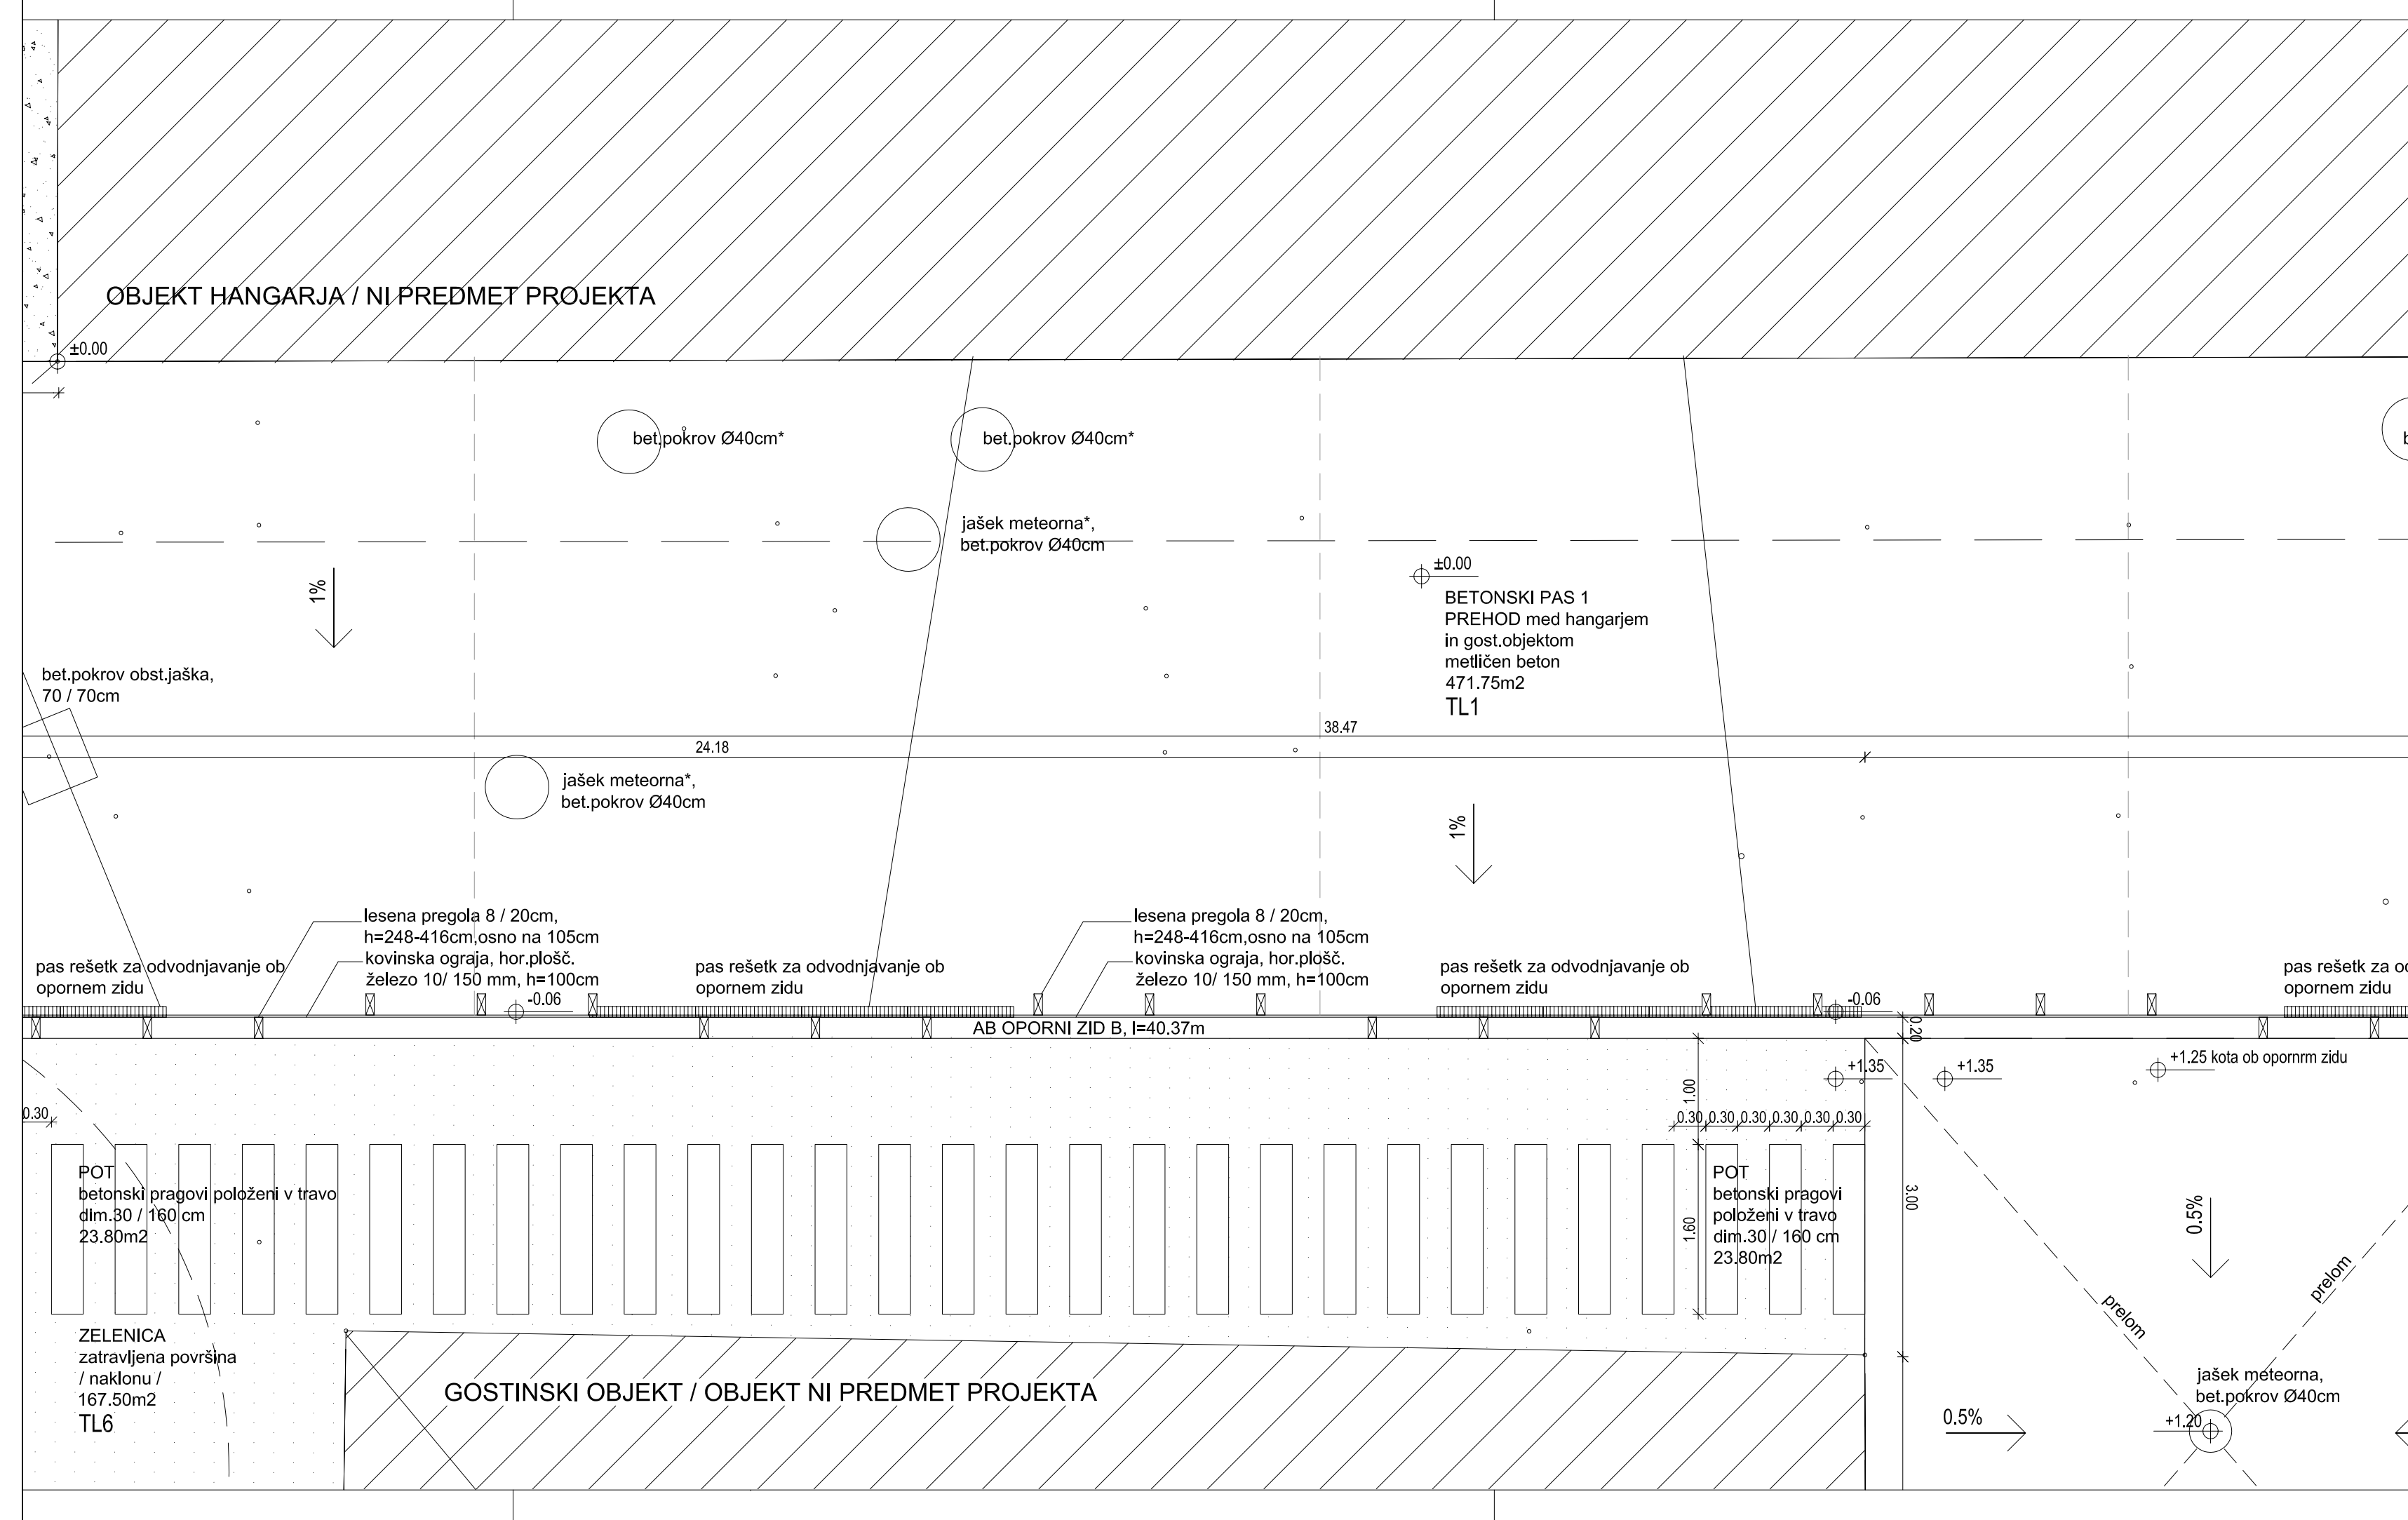 OBJEKT HANGARJA / NI PREDMET PROJEKTA
±0.00
bet.pokrov Ø40cm*
bet.pokrov Ø40cm*
jašek meteorna*,
bet.pokrov Ø40cm
±0.00
1%
BETONSKI PAS 1
PREHOD med hangarjem
in gost.objektom
metličen beton
471.75m2
TL1
bet.pokrov obst.jaška,
70 / 70cm
38.47
24.18
jašek meteorna*,
bet.pokrov Ø40cm
1%
lesena pregola 8 / 20cm,
h=248-416cm,osno na 105cm
kovinska ograja, hor.plošč.
železo 10/ 150 mm, h=100cm
lesena pregola 8 / 20cm,
h=248-416cm,osno na 105cm
kovinska ograja, hor.plošč.
železo 10/ 150 mm, h=100cm
pas rešetk za odvodnjavanje ob
opornem zidu
pas rešetk za odvodnjavanje ob
opornem zidu
pas rešetk za odvodnjavanje ob
opornem zidu
pas rešetk za
opornem zidu
-0.06
-0.06
AB OPORNI ZID B, l=40.37m
0.20
+1.35
+1.35
+1.25 kota ob opornrm zidu
1.00
0.30
0.30 0.30 0.30 0.30 0.30 0.30
POT
betonski pragovi položeni v travo
dim.30 / 160 cm
23.80m2
POT
betonski pragovi
položeni v travo
dim.30 / 160 cm
23.80m2
1.60
3.00
0.5%
prelom
prelom
ZELENICA
zatravljena površina
/ naklonu /
167.50m2
TL6
GOSTINSKI OBJEKT / OBJEKT NI PREDMET PROJEKTA
jašek meteorna,
bet.pokrov Ø40cm
0.5%
+1.20